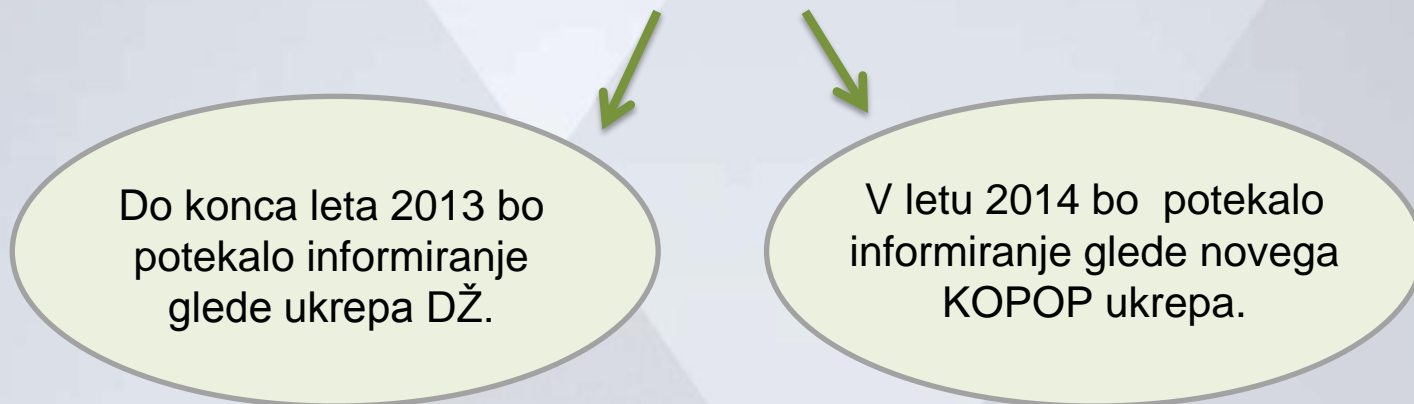 Do konca leta 2013 bo
potekalo informiranje
glede ukrepa DŽ.
V letu 2014 bo  potekalo
informiranje glede novega
KOPOP ukrepa.